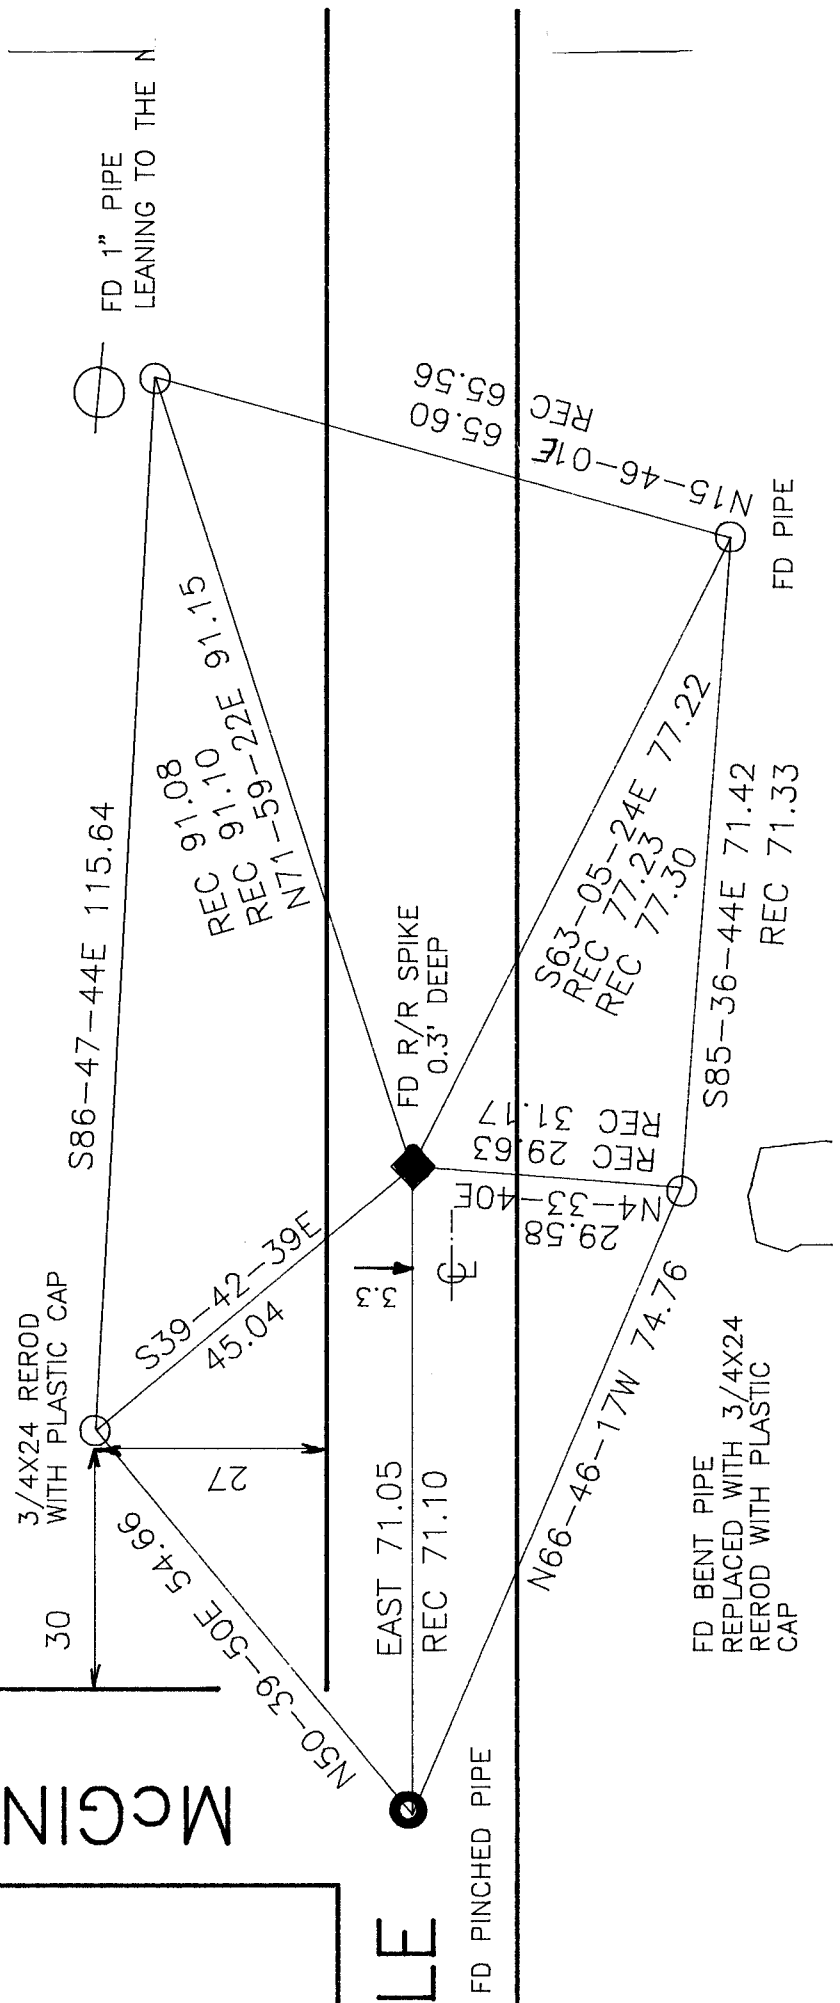 FD 1" PIPE
LEANING TO THE N
S86-47-44E 115.64
REC 91.08
REC 91.10
N71-59-22E 91.15
N15-46-01E
65.60
REC 65.56
FD PIPE
3/4X24 REROD
WITH PLASTIC CAP
S39-42-39E
45.04
FD R/R SPIKE
0.3' DEEP
S63-05-24E 77.22
REC 77.23
REC 77.30
S85-36-44E 71.42
REC 71.33
N4-33-40E
29.58
REC 29.63
REC 31.17
3.3
27
30
N50-39-50E 54.66
EAST 71.05
REC 71.10
N66-46-17W 74.76
FD BENT PIPE
REPLACED WITH 3/4X24
REROD WITH PLASTIC
CAP
McGIN
LE
FD PINCHED PIPE